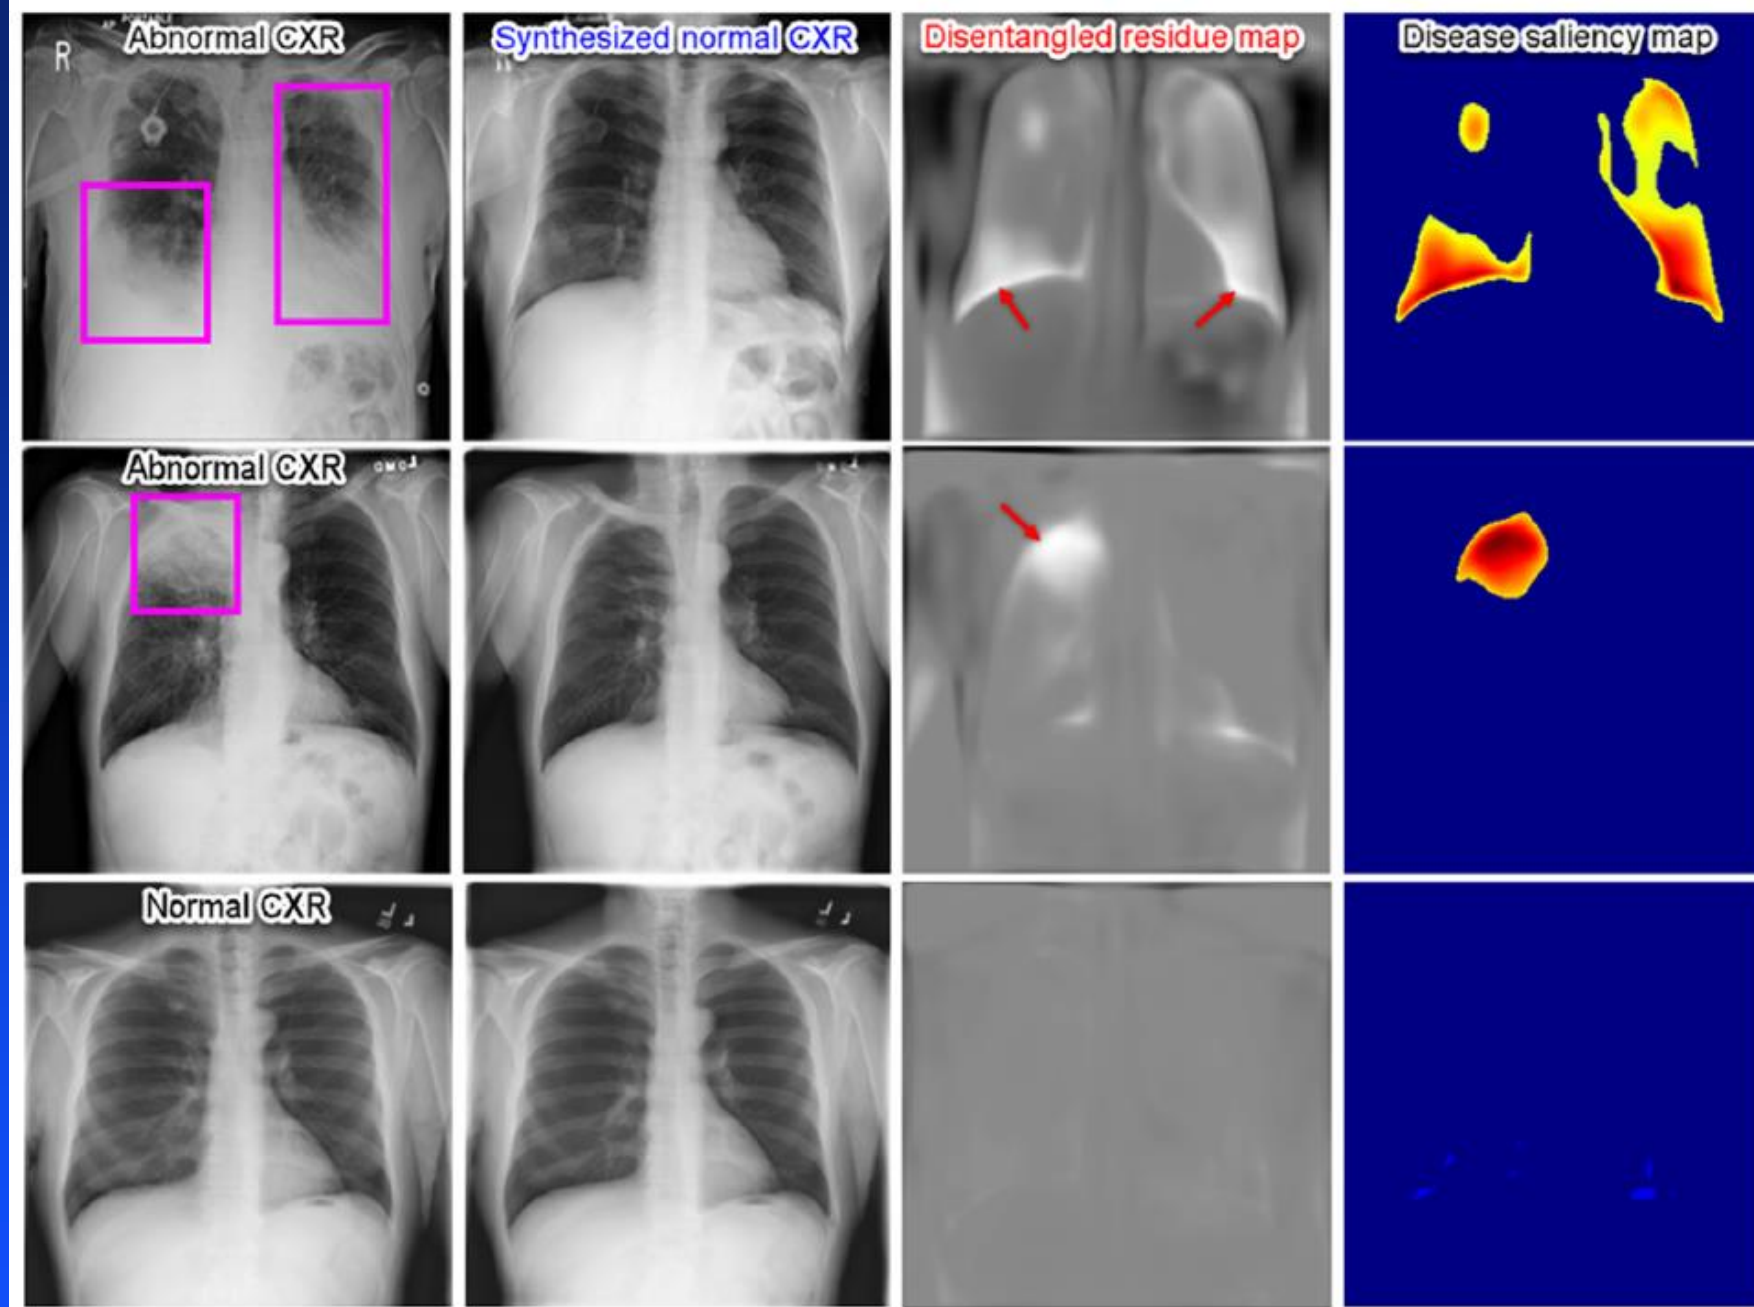 Abnormal CXR
Synthesized normal CXR
Disentangled residue map
Disease saliency map
R
Abnormal CXR
Normal CXR